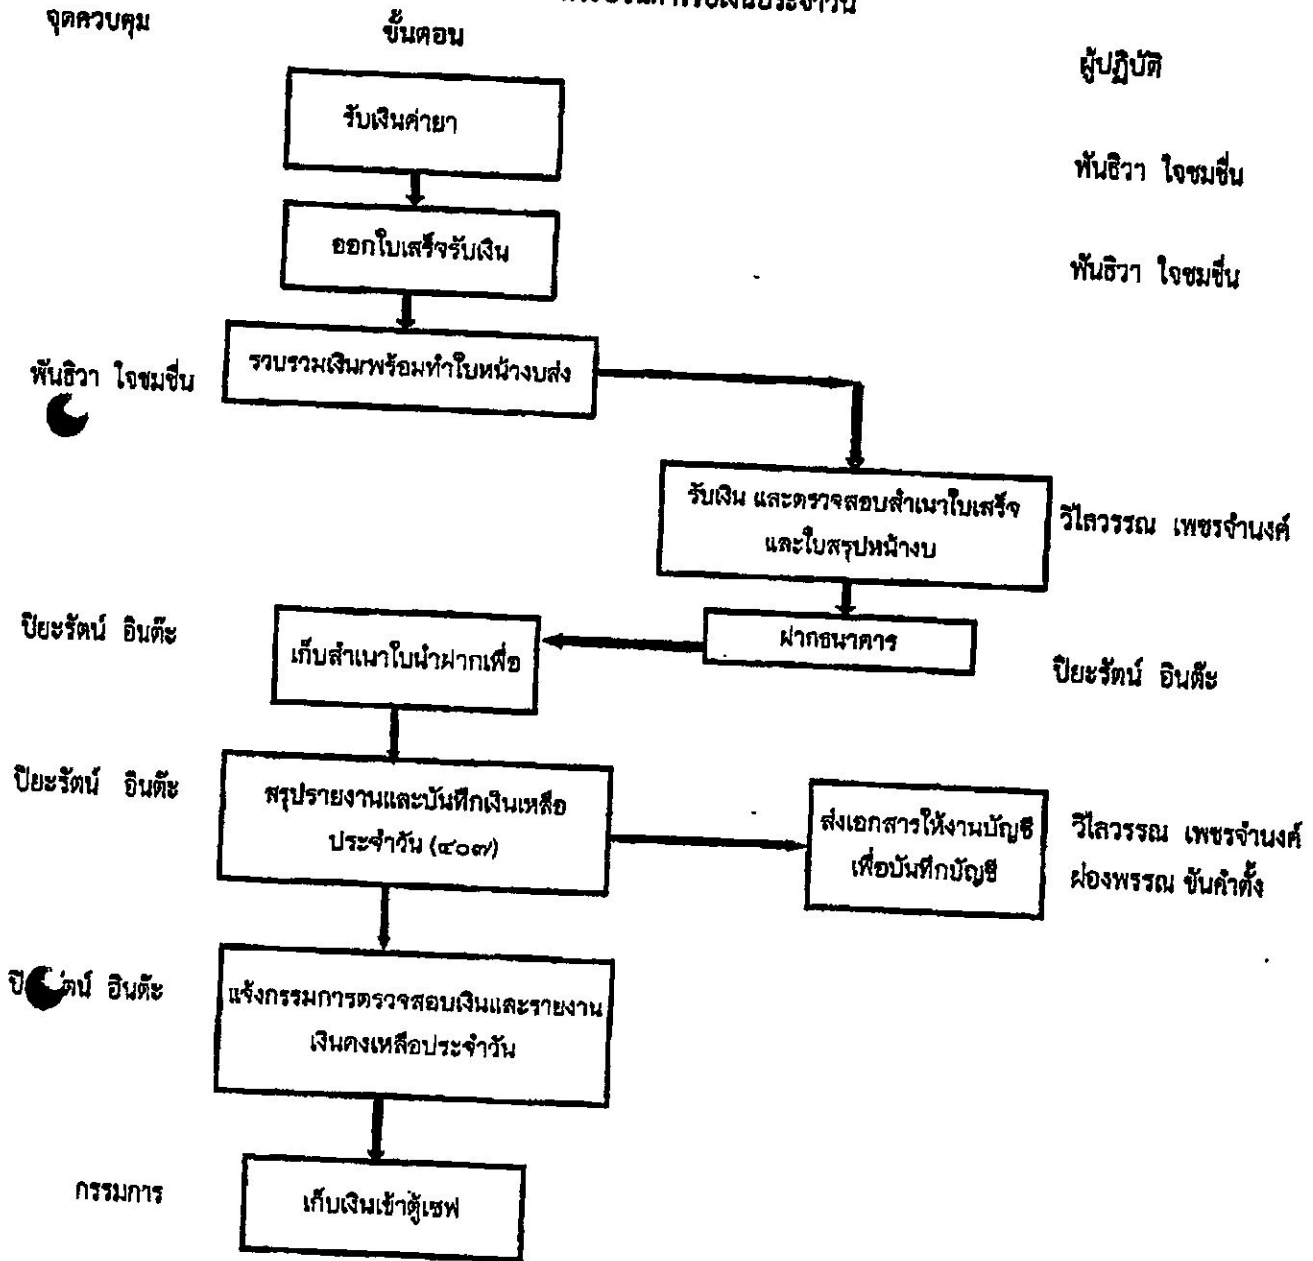 จุดควบคุม
ขั้นตอน
ผู้ปฏิบัติ
รับเงินค่ายา
พันธิวา ใจชมชื่น
ออกใบเสร็จรับเงิน
พันธิวา ใจชมชื่น
พันธิวา ใจชมชื่น
รวบรวมเงิน/พร้อมทำใบหน้างบส่ง
รับเงิน และตรวจสอบสำเนาใบเสร็จ
และใบสรุปหน้างบ
วิไลวรรณ เพชรจำนงค์
ปิยะรัตน์ อินต๊ะ
เก็บสำเนาใบนำฝากเพื่อ
ฝากธนาคาร
ปิยะรัตน์ อินต๊ะ
ปิยะรัตน์ อินต๊ะ
สรุปรายงานและบันทึกเงินเหลือ
ประจำวัน (๔๐๗)
ส่งเอกสารให้งานบัญชี
เพื่อบันทึกบัญชี
วิไลวรรณ เพชรจำนงค์
ผ่องพรรณ ขันคำตั้ง
อินต๊ะ
แจ้งกรรมการตรวจสอบเงินและรายงาน
เงินคงเหลือประจำวัน
กรรมการ
เก็บเงินเข้าตู้เซฟ